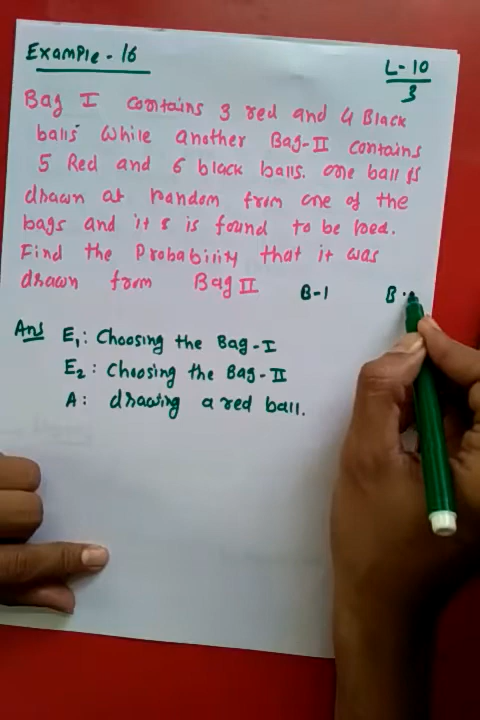 Example - 16
L - 10
3
Bag I contains 3 red and 4 Black
balls while another Bag-II contains
5 Red and 6 black balls. one ball is
drawn at random from one of the
bags and it s is found to be red.
Find the Probability that it was
drawn from Bag II
B-1 B
Ans E1: Choosing the Bag-I
E2: Choosing the Bag-II
A: drawing a red ball.